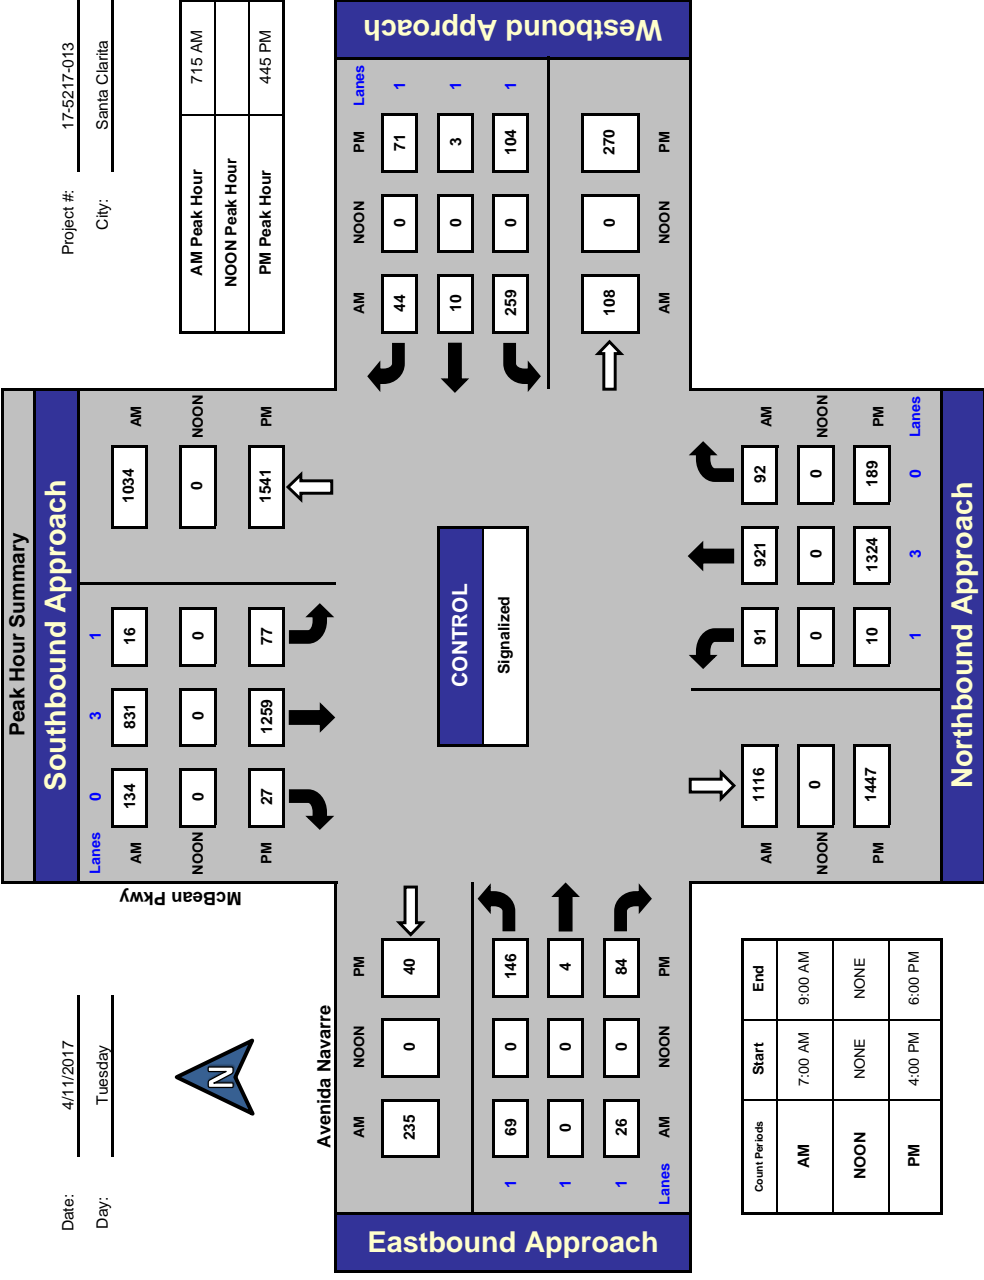 Peak Hour Summary
Date: 4/11/2017
Day: Tuesday
Project #: 17-5217-013
City: Santa Clarita
N
McBean Pkwy
Avenida Navarre
Southbound Approach
Lanes 0 3 1
AM 134 831 16 1034 AM
NOON 0 0 0 0 NOON
PM 27 1259 77 1541 PM
AM Peak Hour 715 AM
NOON Peak Hour
PM Peak Hour 445 PM
Westbound Approach
AM NOON PM Lanes
44 0 71 1
10 0 3 1
259 0 104 1
108 0 270
AM NOON PM
CONTROL
Signalized
Eastbound Approach
AM NOON PM
235 0 40
1 69 0 146
1 0 0 4
1 26 0 84
Lanes AM NOON PM
Count Periods Start End
AM 7:00 AM 9:00 AM
NOON NONE NONE
PM 4:00 PM 6:00 PM
AM 1116 91 921 92 AM
NOON 0 0 0 0 NOON
PM 1447 10 1324 189 PM
1 3 0 Lanes
Northbound Approach